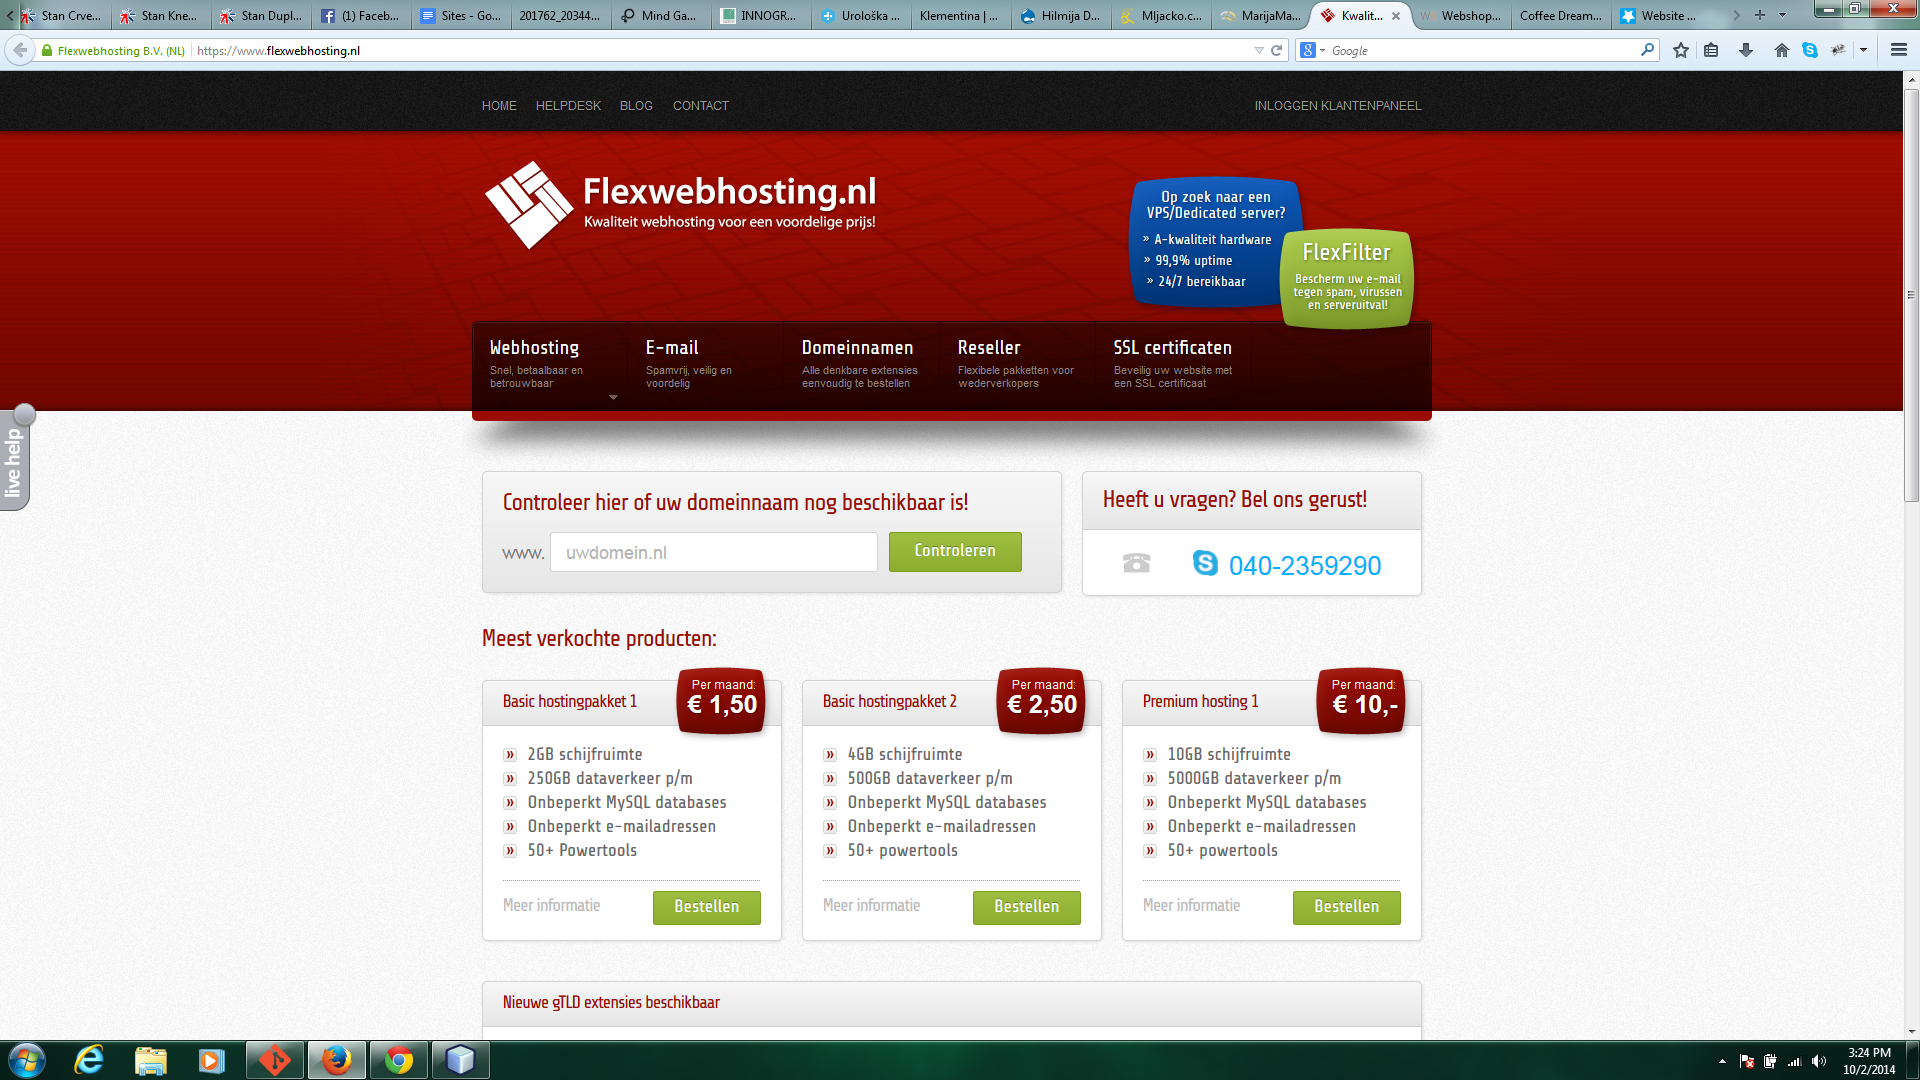 Stan Crve...
Stan Kne...
Stan Dupl...
(1) Faceb...
Sites - Go...
201762_20344...
Mind Ga...
INNOGR...
Urološka ...
Klementina | ...
Hilmija D...
Mljacko.c...
MarijaMa...
Kwalit...
Webshop...
Coffee Dream...
Website ...
Flexwebhosting B.V. (NL)
https://www.flexwebhosting.nl
Google
HOME HELPDESK BLOG CONTACT
INLOGGEN KLANTENPANEEL
Flexwebhosting.nl
Kwaliteit webhosting voor een voordelige prijs!
Op zoek naar een
VPS/Dedicated server?
» A-kwaliteit hardware
» 99,9% uptime
» 24/7 bereikbaar
FlexFilter
Bescherm uw e-mail
tegen spam, virussen
en serveruitval!
Webhosting
Snel, betaalbaar en
betrouwbaar
E-mail
Spamvrij, veilig en
voordelig
Domeinnamen
Alle denkbare extensies
eenvoudig te bestellen
Reseller
Flexibele pakketten voor
wederverkopers
SSL certificaten
Beveilig uw website met
een SSL certificaat
live help
Controleer hier of uw domeinnaam nog beschikbaar is!
www. uwdomein.nl
Controleren
Heeft u vragen? Bel ons gerust!
040-2359290
Meest verkochte producten:
Basic hostingpakket 1
Per maand:
€ 1,50
2GB schijfruimte
250GB dataverkeer p/m
Onbeperkt MySQL databases
Onbeperkt e-mailadressen
50+ Powertools
Meer informatie
Bestellen
Basic hostingpakket 2
Per maand:
€ 2,50
4GB schijfruimte
500GB dataverkeer p/m
Onbeperkt MySQL databases
Onbeperkt e-mailadressen
50+ powertools
Meer informatie
Bestellen
Premium hosting 1
Per maand:
€ 10,-
10GB schijfruimte
5000GB dataverkeer p/m
Onbeperkt MySQL databases
Onbeperkt e-mailadressen
50+ powertools
Meer informatie
Bestellen
Nieuwe gTLD extensies beschikbaar
3:24 PM
10/2/2014